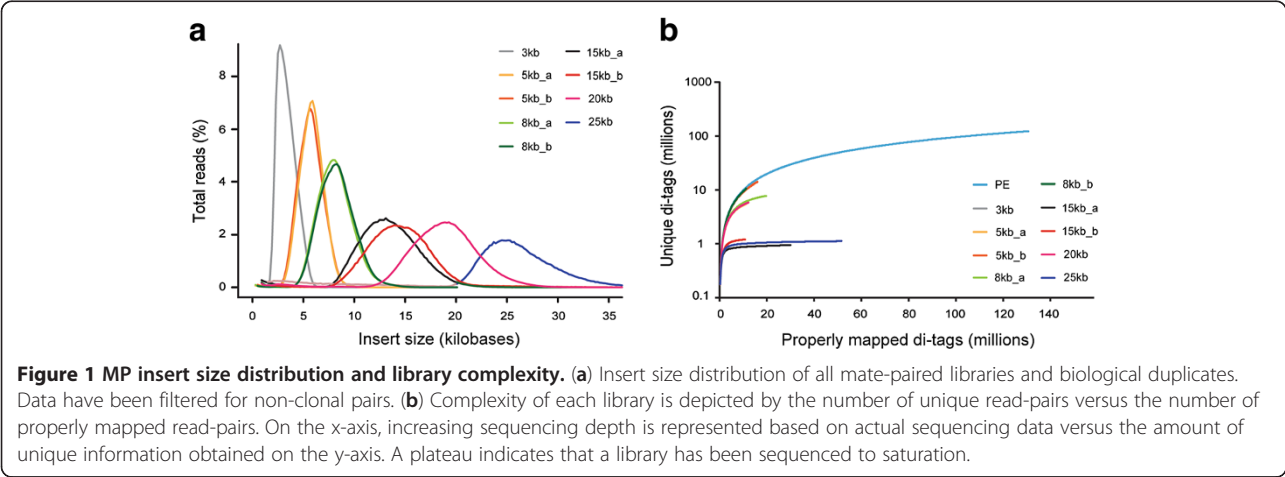 a
3kb
5kb_a
5kb_b
8kb_a
8kb_b
15kb_a
15kb_b
20kb
25kb
Total reads (%)
8
6
4
2
0
0 5 10 15 20 25 30 35
Insert size (kilobases)
b
Unique di-tags (millions)
1000
100
10
1
0.1
PE
3kb
5kb_a
5kb_b
8kb_a
8kb_b
15kb_a
15kb_b
20kb
25kb
0 20 40 60 80 100 120 140
Properly mapped di-tags (millions)
Figure 1 MP insert size distribution and library complexity. (a) Insert size distribution of all mate-paired libraries and biological duplicates.
Data have been filtered for non-clonal pairs. (b) Complexity of each library is depicted by the number of unique read-pairs versus the number of
properly mapped read-pairs. On the x-axis, increasing sequencing depth is represented based on actual sequencing data versus the amount of
unique information obtained on the y-axis. A plateau indicates that a library has been sequenced to saturation.